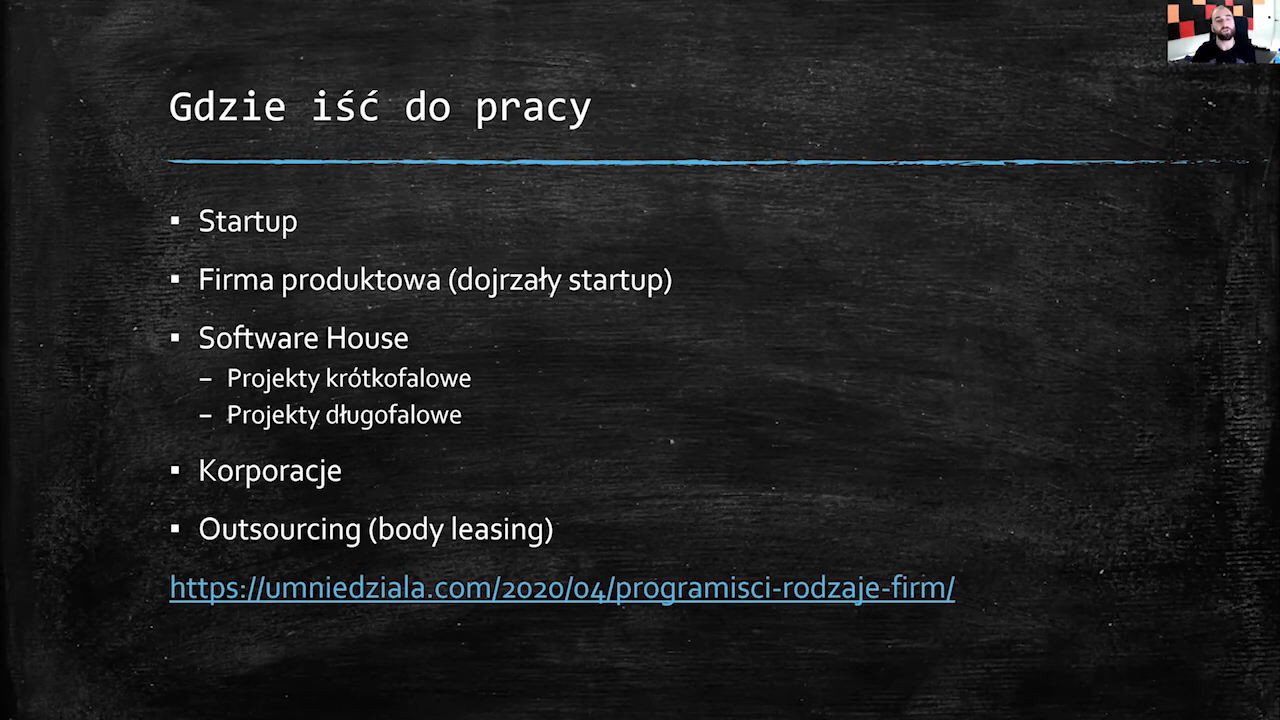 Gdzie iść do pracy
▪ Startup
▪ Firma produktowa (dojrzały startup)
▪ Software House
– Projekty krótkofalowe
– Projekty długofalowe
▪ Korporacje
▪ Outsourcing (body leasing)
https://umniedziala.com/2020/04/programisci-rodzaje-firm/